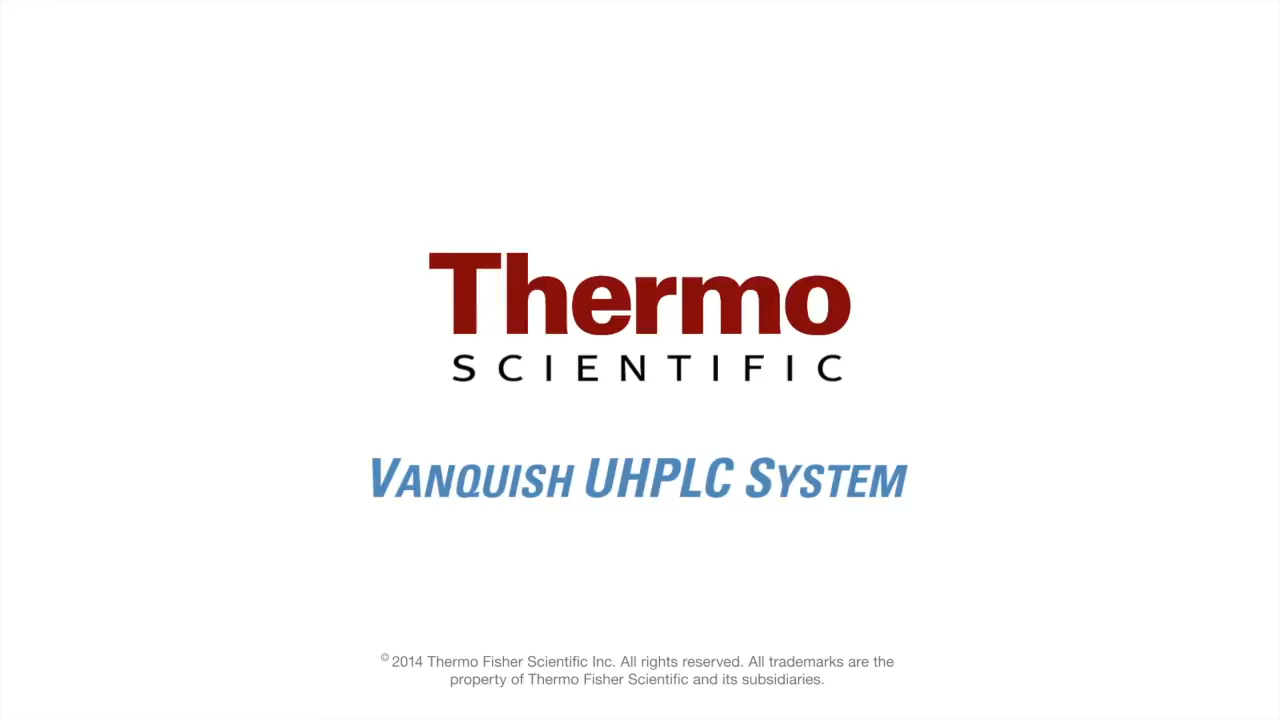 Thermo
SCIENTIFIC
VANQUISH UHPLC SYSTEM
© 2014 Thermo Fisher Scientific Inc. All rights reserved. All trademarks are the
property of Thermo Fisher Scientific and its subsidiaries.